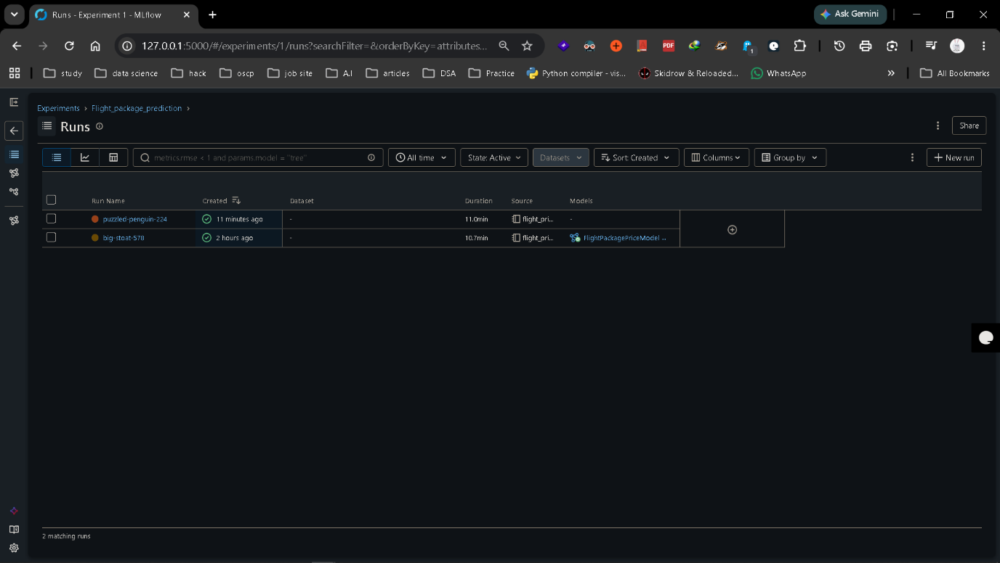 Runs - Experiment 1 - MLflow
Ask Gemini
127.0.0.1:5000/#/experiments/1/runs?searchFilter=&orderByKey=attributes...
PDF
1
study
data science
hack
oscp
job site
A.I
articles
DSA
Practice
Python compiler - vis...
Skidrow & Reloaded...
WhatsApp
All Bookmarks
Experiments › Flight_package_prediction ›
Runs
Share
metrics.rmse < 1 and params.model = "tree"
All time
State: Active
Datasets
Sort: Created
Columns
Group by
New run
Run Name Created Dataset Duration Source Models
puzzled-penguin-224 11 minutes ago - 11.0min flight_pri... -
big-stoat-578 2 hours ago - 10.7min flight_pri... FlightPackagePriceModel ...
2 matching runs